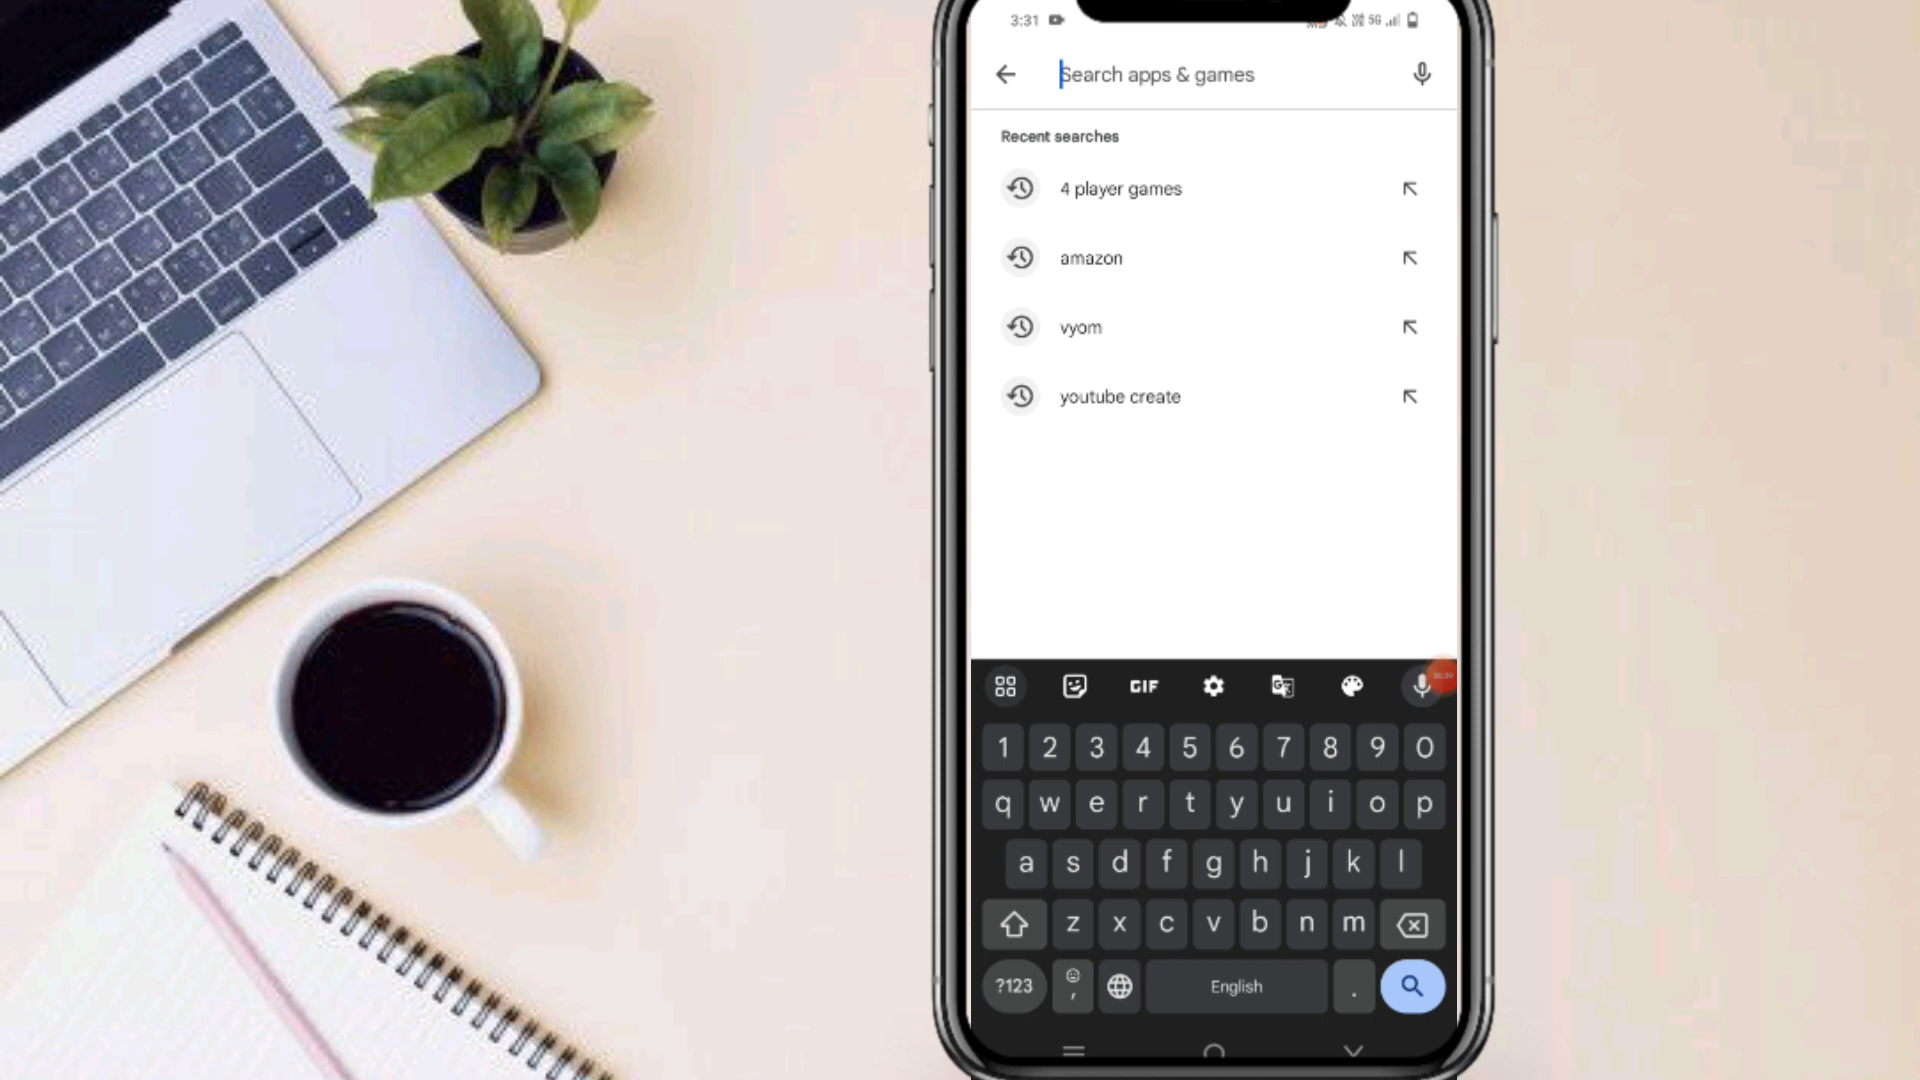 3:31
5G
Search apps & games
Recent searches
4 player games
amazon
vyom
youtube create
GIF
1 2 3 4 5 6 7 8 9 0
q w e r t y u i o p
a s d f g h j k l
z x c v b n m
?123 , English .